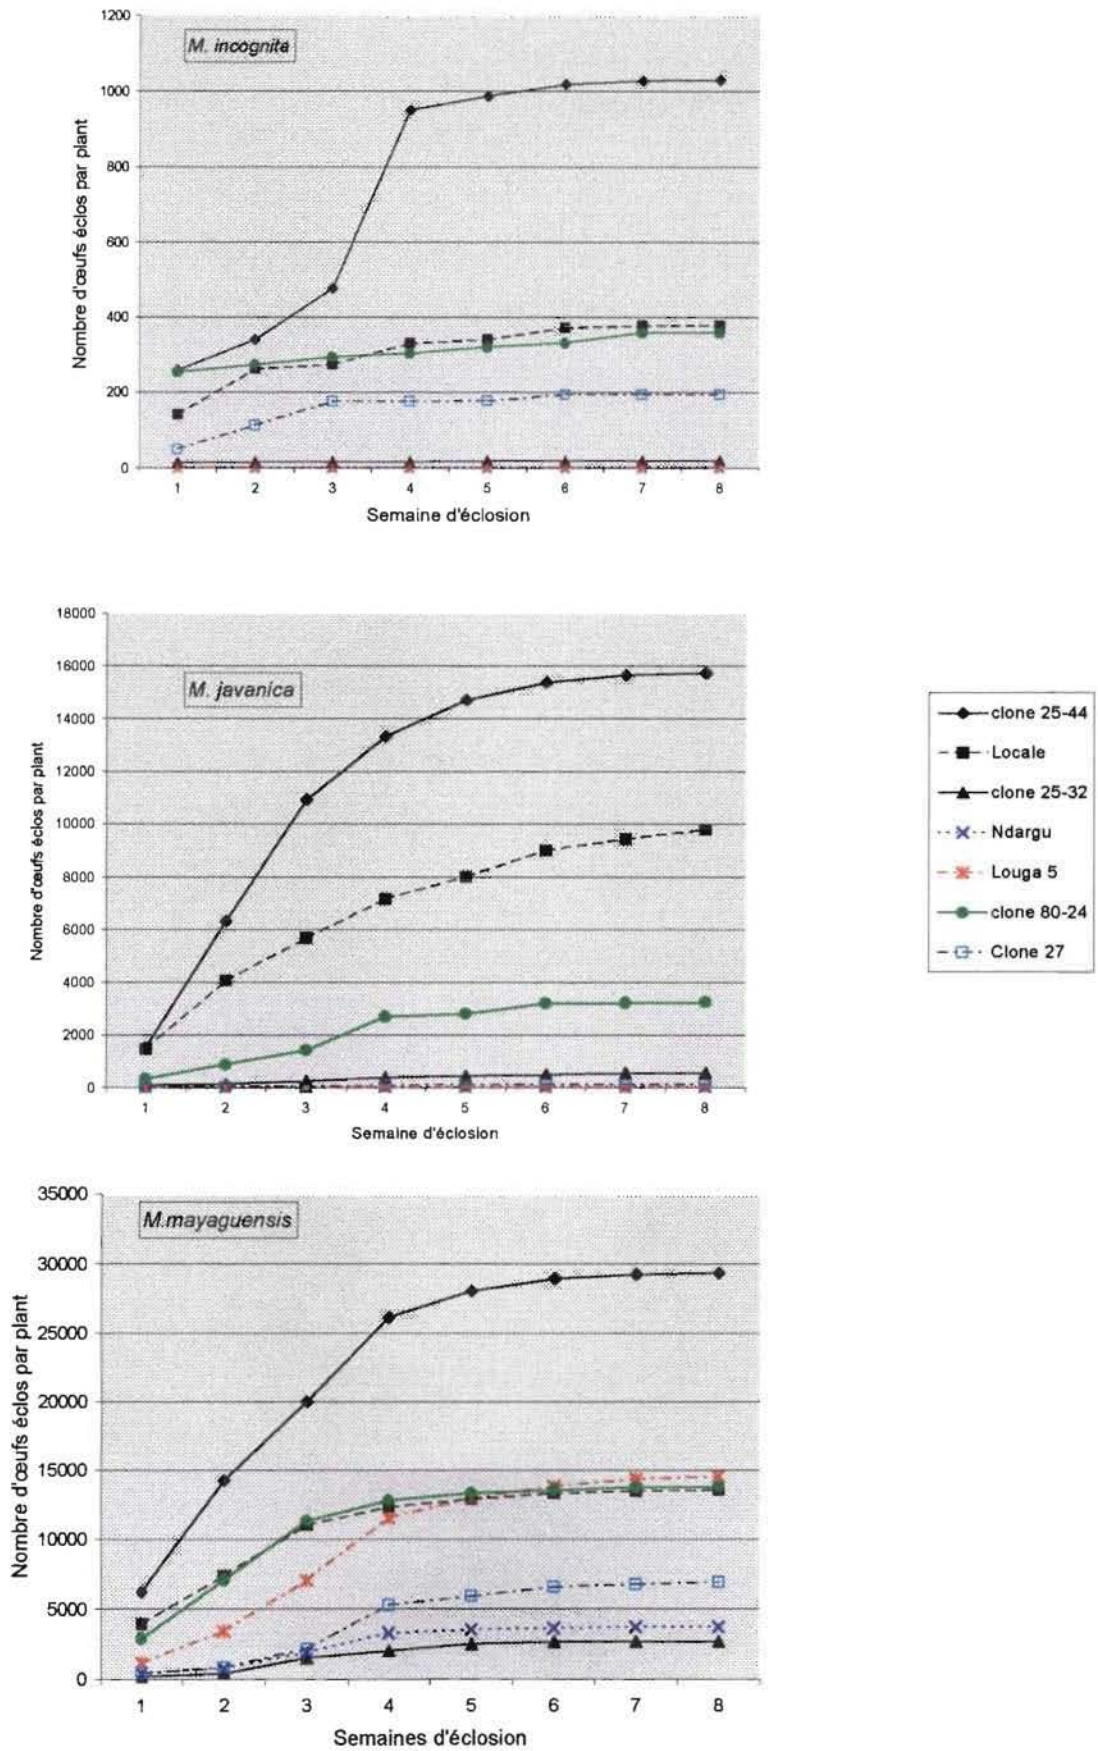 M. incognita
Nombre d'œufs éclos par plant
1200
1000
800
600
400
200
0
1 2 3 4 5 6 7 8
Semaine d'éclosion
M. javanica
Nombre d'œufs éclos par plant
18000
16000
14000
12000
10000
8000
6000
4000
2000
0
1 2 3 4 5 6 7 8
Semaine d'éclosion
clone 25-44
Locale
clone 25-32
Ndargu
Louga 5
clone 80-24
Clone 27
M.mayaguensis
Nombre d'œufs éclos par plant
35000
30000
25000
20000
15000
10000
5000
0
1 2 3 4 5 6 7 8
Semaines d'éclosion